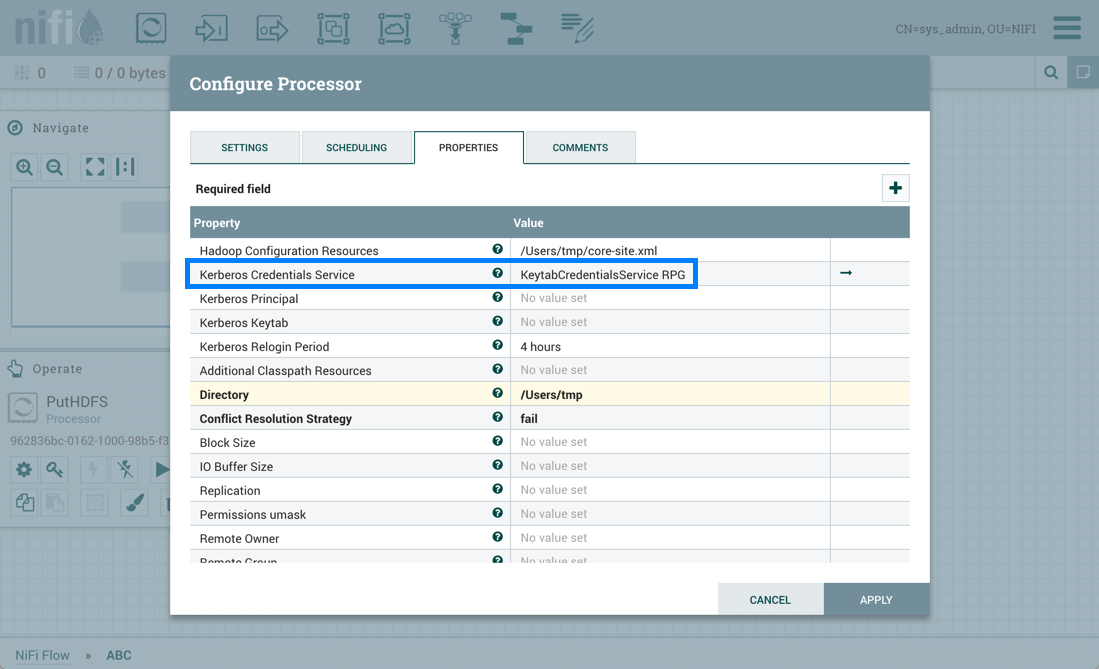 nifi
CN=sys_admin, OU=NIFI
0
0 / 0 bytes
Configure Processor
Navigate
SETTINGS
SCHEDULING
PROPERTIES
COMMENTS
Required field
Property Value
Hadoop Configuration Resources /Users/tmp/core-site.xml
Kerberos Credentials Service KeytabCredentialsService RPG
Kerberos Principal No value set
Kerberos Keytab No value set
Kerberos Relogin Period 4 hours
Additional Classpath Resources No value set
Directory /Users/tmp
Conflict Resolution Strategy fail
Block Size No value set
IO Buffer Size No value set
Replication No value set
Permissions umask No value set
Remote Owner No value set
Remote Group No value set
Operate
PutHDFS
Processor
962836bc-0162-1000-98b5-f3
CANCEL
APPLY
NiFi Flow » ABC